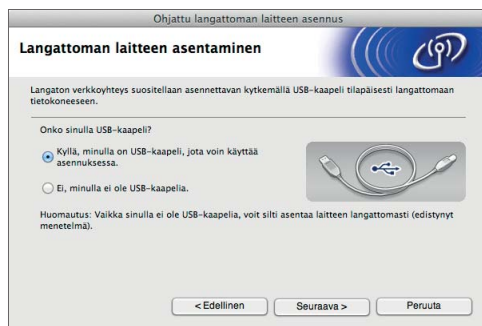 Ohjattu langattoman laitteen asennus
Langattoman laitteen asentaminen
Langaton verkkoyhteys suositellaan asennettavan kytkemällä USB-kaapeli tilapäisesti langattomaan
tietokoneeseen.
Onko sinulla USB-kaapeli?
Kyllä, minulla on USB-kaapeli, jota voin käyttää
asennuksessa.
Ei, minulla ei ole USB-kaapelia.
Huomautus: Vaikka sinulla ei ole USB-kaapelia, voit silti asentaa laitteen langattomasti (edistynyt
menetelmä).
< Edellinen
Seuraava >
Peruuta